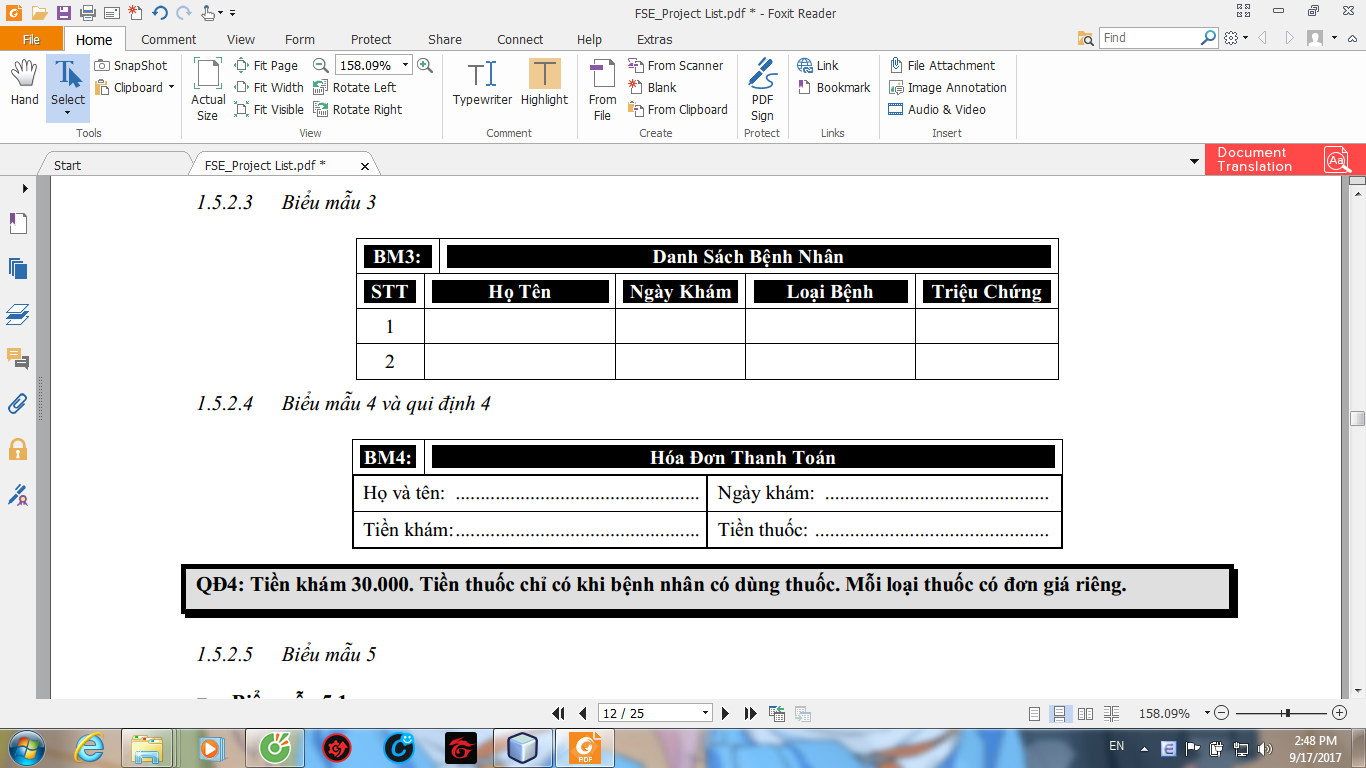 FSE_Project List.pdf * - Foxit Reader
File Home Comment View Form Protect Share Connect Help Extras Find
Hand
Select
SnapShot
Clipboard
Tools
Actual Size
Fit Page
Fit Width
Fit Visible
158.09%
Rotate Left
Rotate Right
View
Typewriter
Highlight
Comment
From File
From Scanner
Blank
From Clipboard
Create
PDF Sign
Protect
Link
Bookmark
Links
File Attachment
Image Annotation
Audio & Video
Insert
Start
FSE_Project List.pdf *
Document Translation
Aa
1.5.2.3 Biểu mẫu 3
BM3: Danh Sách Bệnh Nhân
STT Họ Tên Ngày Khám Loại Bệnh Triệu Chứng
1
2
1.5.2.4 Biểu mẫu 4 và qui định 4
BM4: Hóa Đơn Thanh Toán
Họ và tên: ................................................. Ngày khám: .............................................
Tiền khám:................................................. Tiền thuốc: ...............................................
QĐ4: Tiền khám 30.000. Tiền thuốc chỉ có khi bệnh nhân có dùng thuốc. Mỗi loại thuốc có đơn giá riêng.
1.5.2.5 Biểu mẫu 5
Biểu mẫu 5.1
12 / 25
158.09%
PDF
EN
2:48 PM
9/17/2017